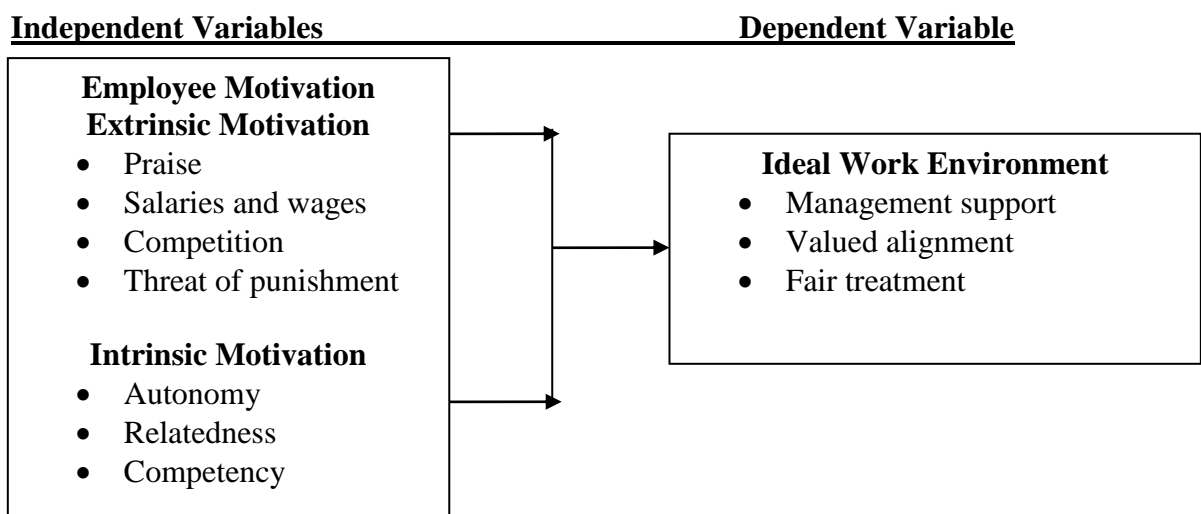 Independent Variables Dependent Variable
Employee Motivation
Extrinsic Motivation
• Praise
• Salaries and wages
• Competition
• Threat of punishment
Intrinsic Motivation
• Autonomy
• Relatedness
• Competency
Ideal Work Environment
• Management support
• Valued alignment
• Fair treatment